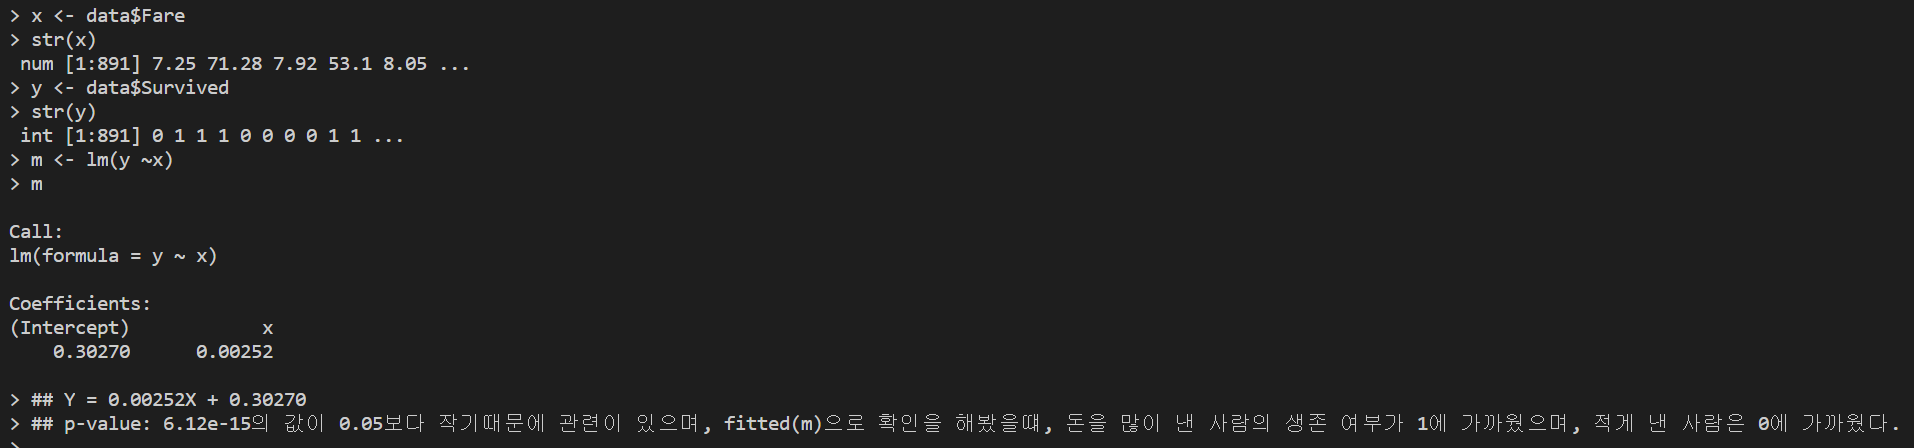 > x <- data$Fare
> str(x)
 num [1:891] 7.25 71.28 7.92 53.1 8.05 ...
> y <- data$Survived
> str(y)
 int [1:891] 0 1 1 1 0 0 0 0 1 1 ...
> m <- lm(y ~x)
> m

Call:
lm(formula = y ~ x)

Coefficients:
(Intercept)            x
    0.30270      0.00252

> ## Y = 0.00252X + 0.30270
> ## p-value: 6.12e-15의 값이 0.05보다 작기때문에 관련이 있으며, fitted(m)으로 확인을 해봤을떄, 돈을 많이 낸 사람의 생존 여부가 1에 가까웠으며, 적게 낸 사람은 0에 가까웠다.
>